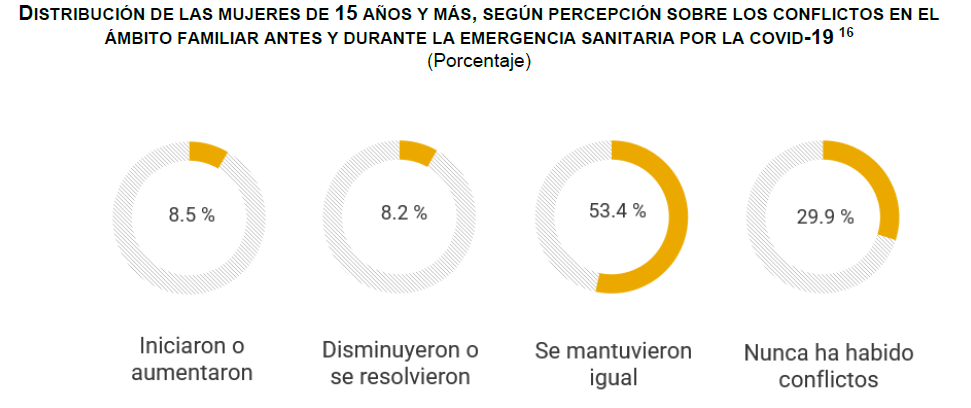 DISTRIBUCIÓN DE LAS MUJERES DE 15 AÑOS Y MÁS, SEGÚN PERCEPCIÓN SOBRE LOS CONFLICTOS EN EL
ÁMBITO FAMILIAR ANTES Y DURANTE LA EMERGENCIA SANITARIA POR LA COVID-19 16
(Porcentaje)
8.5 %
8.2 %
53.4 %
29.9 %
Iniciaron o
aumentaron
Disminuyeron o
se resolvieron
Se mantuvieron
igual
Nunca ha habido
conflictos